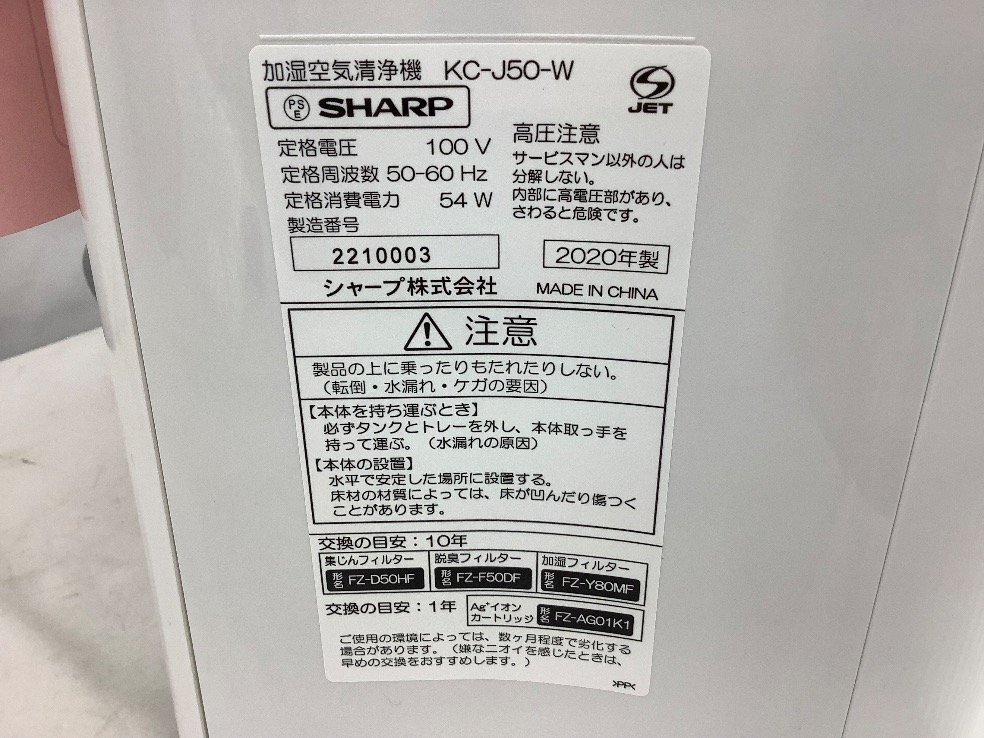 加湿空気清浄機 KC-J50-W
PS E SHARP
JET
定格電圧 100 V
定格周波数 50-60 Hz
定格消費電力 54 W
製造番号
2210003
シャープ株式会社
高圧注意
サービスマン以外の人は
分解しない。
内部に高電圧部があり、
さわると危険です。
2020年製
MADE IN CHINA
注意
製品の上に乗ったりもたれたりしない。
(転倒・水漏れ・ケガの要因)
【本体を持ち運ぶとき】
必ずタンクとトレーを外し、本体取っ手を
持って運ぶ。(水漏れの原因)
【本体の設置】
水平で安定した場所に設置する。
床材の材質によっては、床が凹んだり傷つく
ことがあります。
交換の目安:10年
集じんフィルター
形名 FZ-D50HF
脱臭フィルター
形名 FZ-F50DF
加湿フィルター
形名 FZ-Y80MF
交換の目安:1年
Ag⁺イオン
カートリッジ
形名 FZ-AG01K1
ご使用の環境によっては、数ヶ月程度で劣化する
場合があります。(嫌なニオイを感じたときは、
早めの交換をおすすめします。)
>PP<